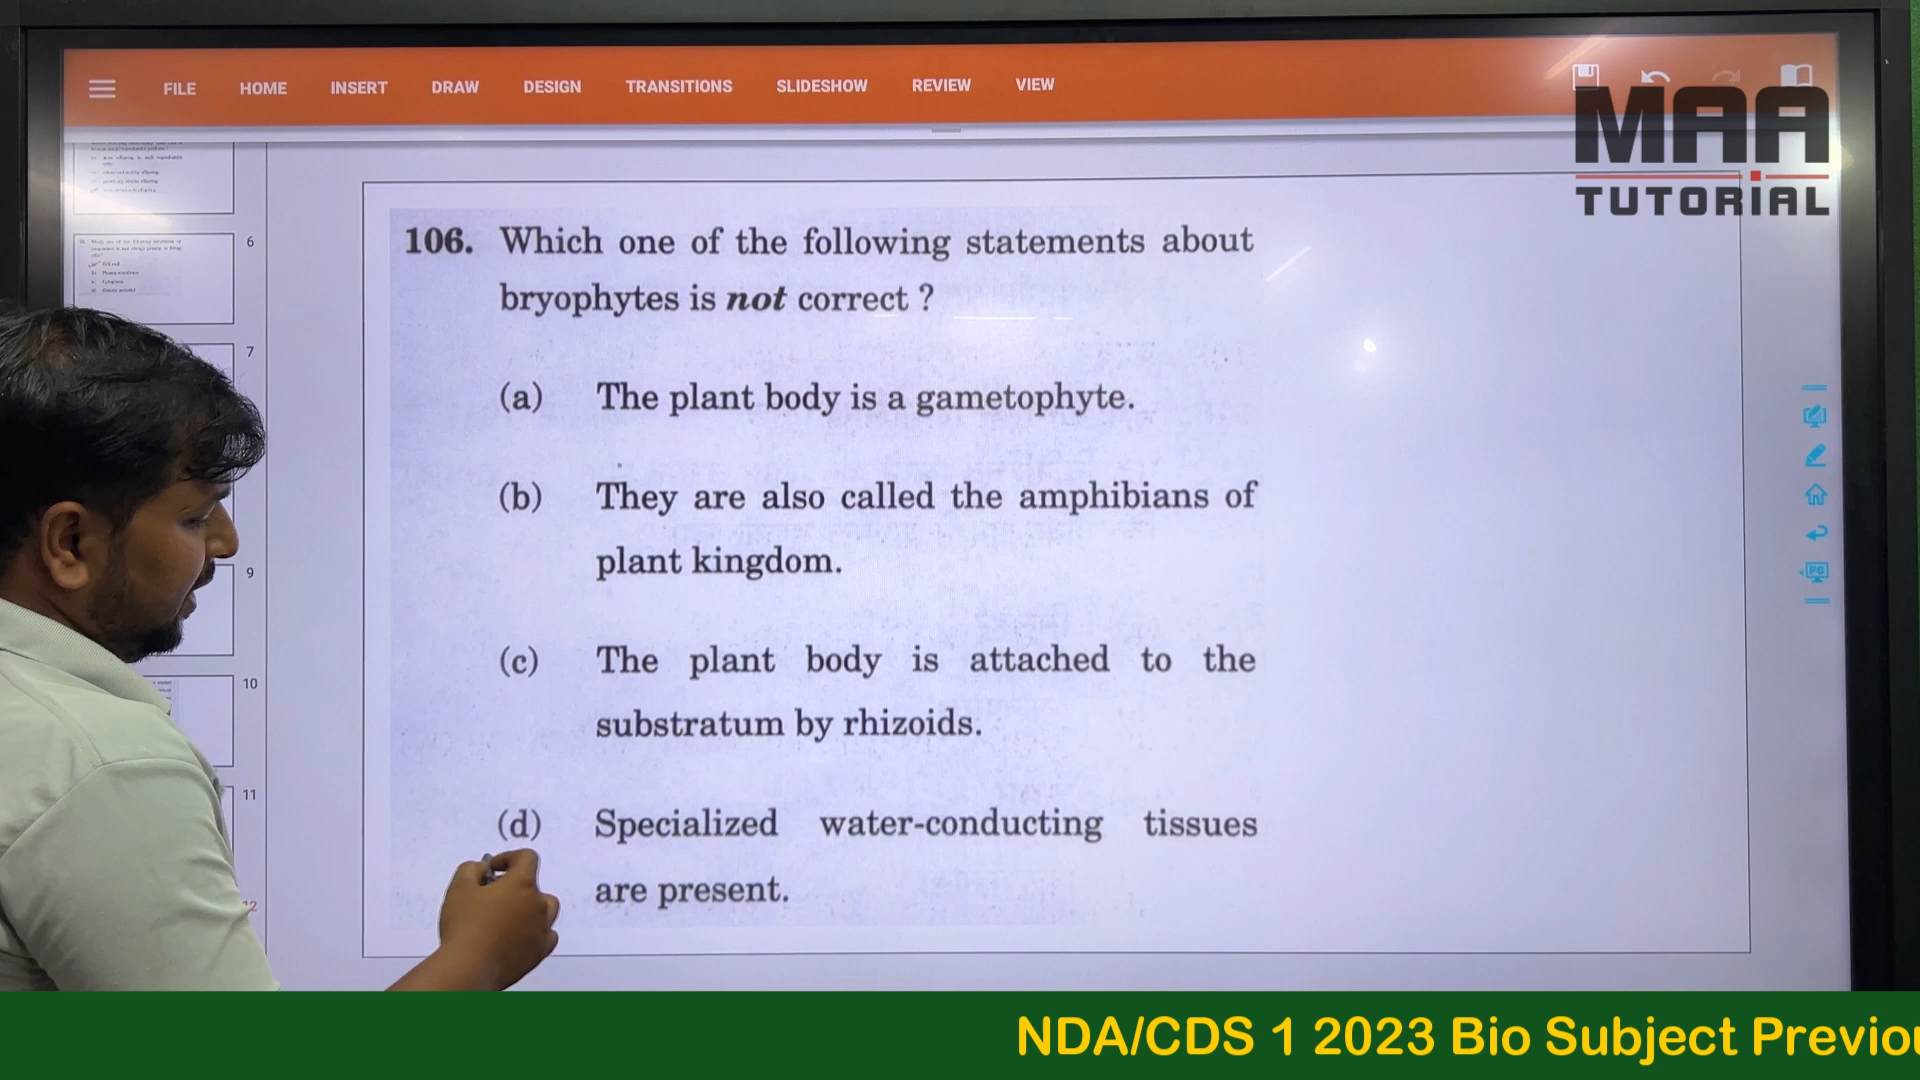 FILE HOME INSERT DRAW DESIGN TRANSITIONS SLIDESHOW REVIEW VIEW
MAA
TUTORIAL
6
7
9
10
11
12
106. Which one of the following statements about
bryophytes is not correct ?
(a) The plant body is a gametophyte.
(b) They are also called the amphibians of
plant kingdom.
(c) The plant body is attached to the
substratum by rhizoids.
(d) Specialized water-conducting tissues
are present.
PG
NDA/CDS 1 2023 Bio Subject Previou